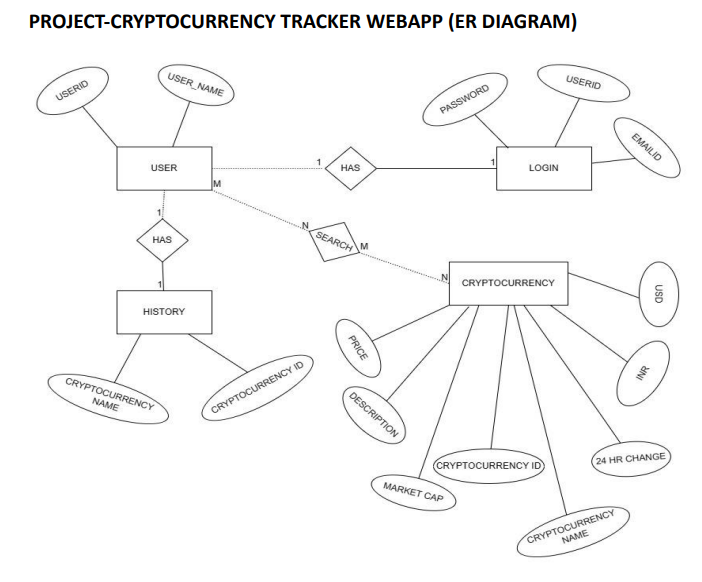 PROJECT-CRYPTOCURRENCY TRACKER WEBAPP (ER DIAGRAM)
USERID
USER_NAME
PASSWORD
USERID
EMAILID
USER
1
HAS
1
LOGIN
M
1
HAS
1
HISTORY
N
SEARCH
M
N
CRYPTOCURRENCY
USD
PRICE
INR
CRYPTOCURRENCY
NAME
CRYPTOCURRENCY ID
DESCRIPTION
MARKET CAP
CRYPTOCURRENCY ID
24 HR CHANGE
CRYPTOCURRENCY
NAME